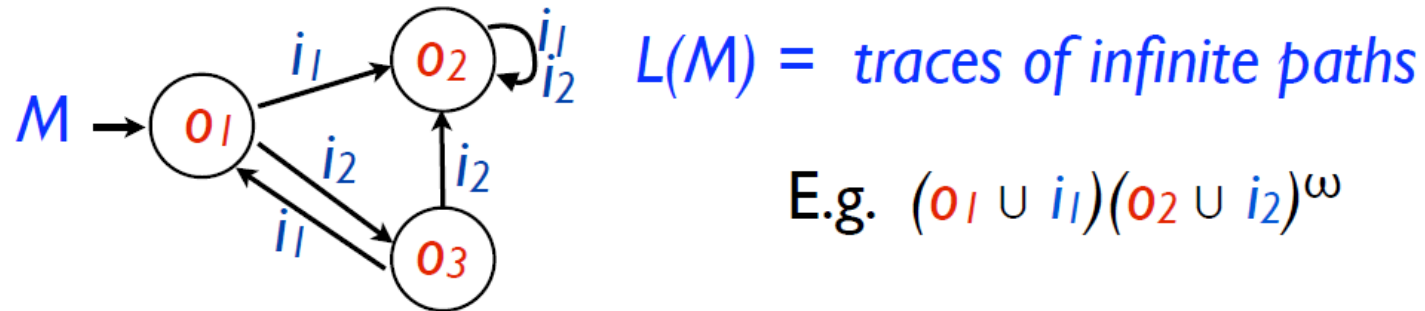 i1
o2
i1
i2
L(M) = traces of infinite paths
M
o1
i2
i2
E.g. (o1 ∪ i1)(o2 ∪ i2)^ω
i1
o3